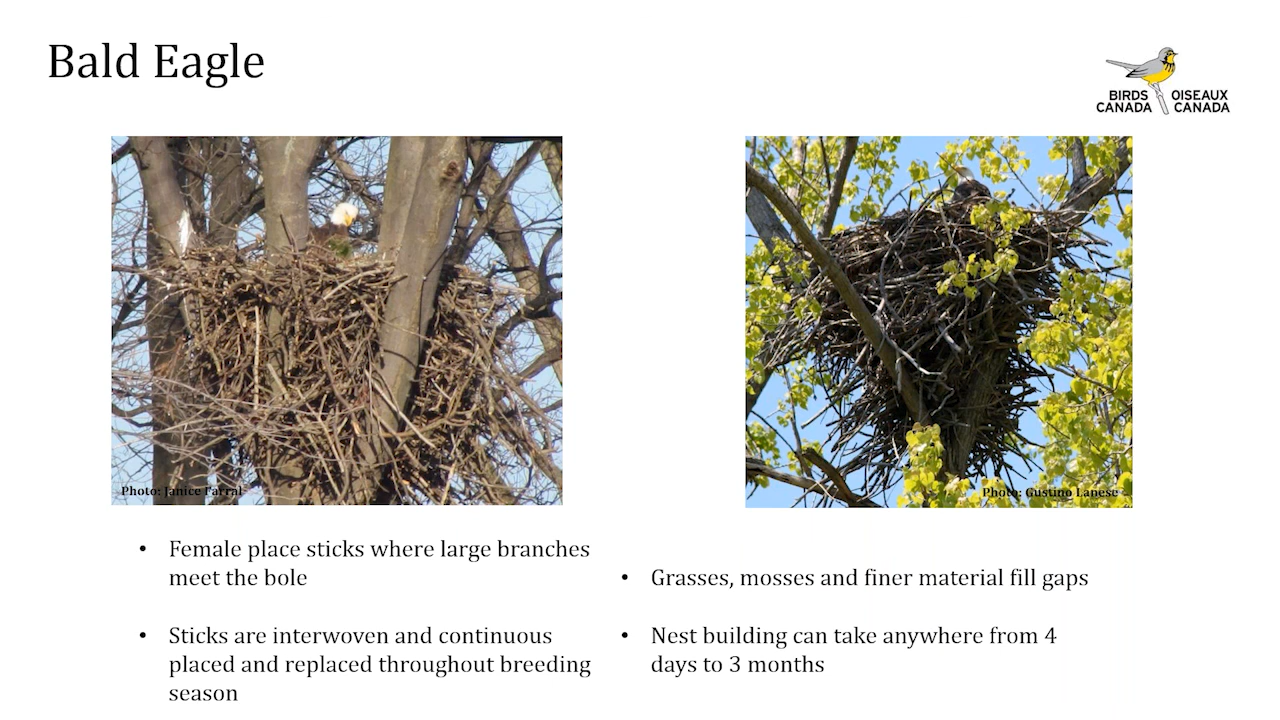 Bald Eagle
BIRDS OISEAUX
CANADA CANADA
Photo: Janice Farral
Photo: Gustino Lanese
• Female place sticks where large branches
meet the bole
• Sticks are interwoven and continuous
placed and replaced throughout breeding
season
• Grasses, mosses and finer material fill gaps
• Nest building can take anywhere from 4
days to 3 months